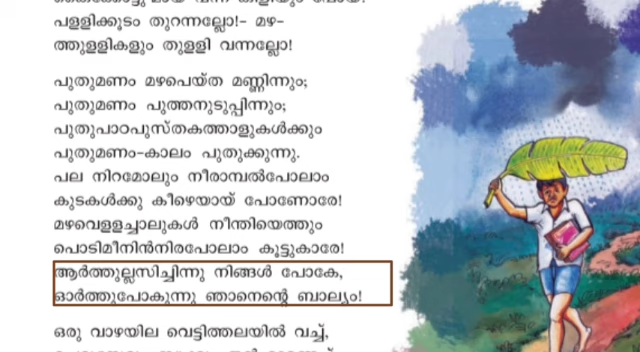 പള്ളിക്കൂടം തുറന്നല്ലോ!- മഴ-
ത്തുള്ളികളും തുള്ളി വന്നല്ലോ!
പുതുമണം മഴപെയ്ത മണ്ണിന്നും;
പുതുമണം പുത്തനുടുപ്പിന്നും;
പുതുപാഠപുസ്തകത്താളുകൾക്കും
പുതുമണം-കാലം പുതുക്കുന്നു.
പല നിറമോലും നീരാമ്പൽപോലാം
കുടകൾക്കു കീഴെയായ് പോണോരേ!
മഴവെള്ളച്ചാലുകൾ നീന്തിയെത്തും
പൊടിമീനിൻനിരപോലാം കൂട്ടുകാരേ!
ആർത്തുല്ലസിച്ചിന്നു നിങ്ങൾ പോകേ,
ഓർത്തുപോകുന്നു ഞാനെന്റെ ബാല്യം!
ഒരു വാഴയില വെട്ടിത്തലയിൽ വച്ച്,